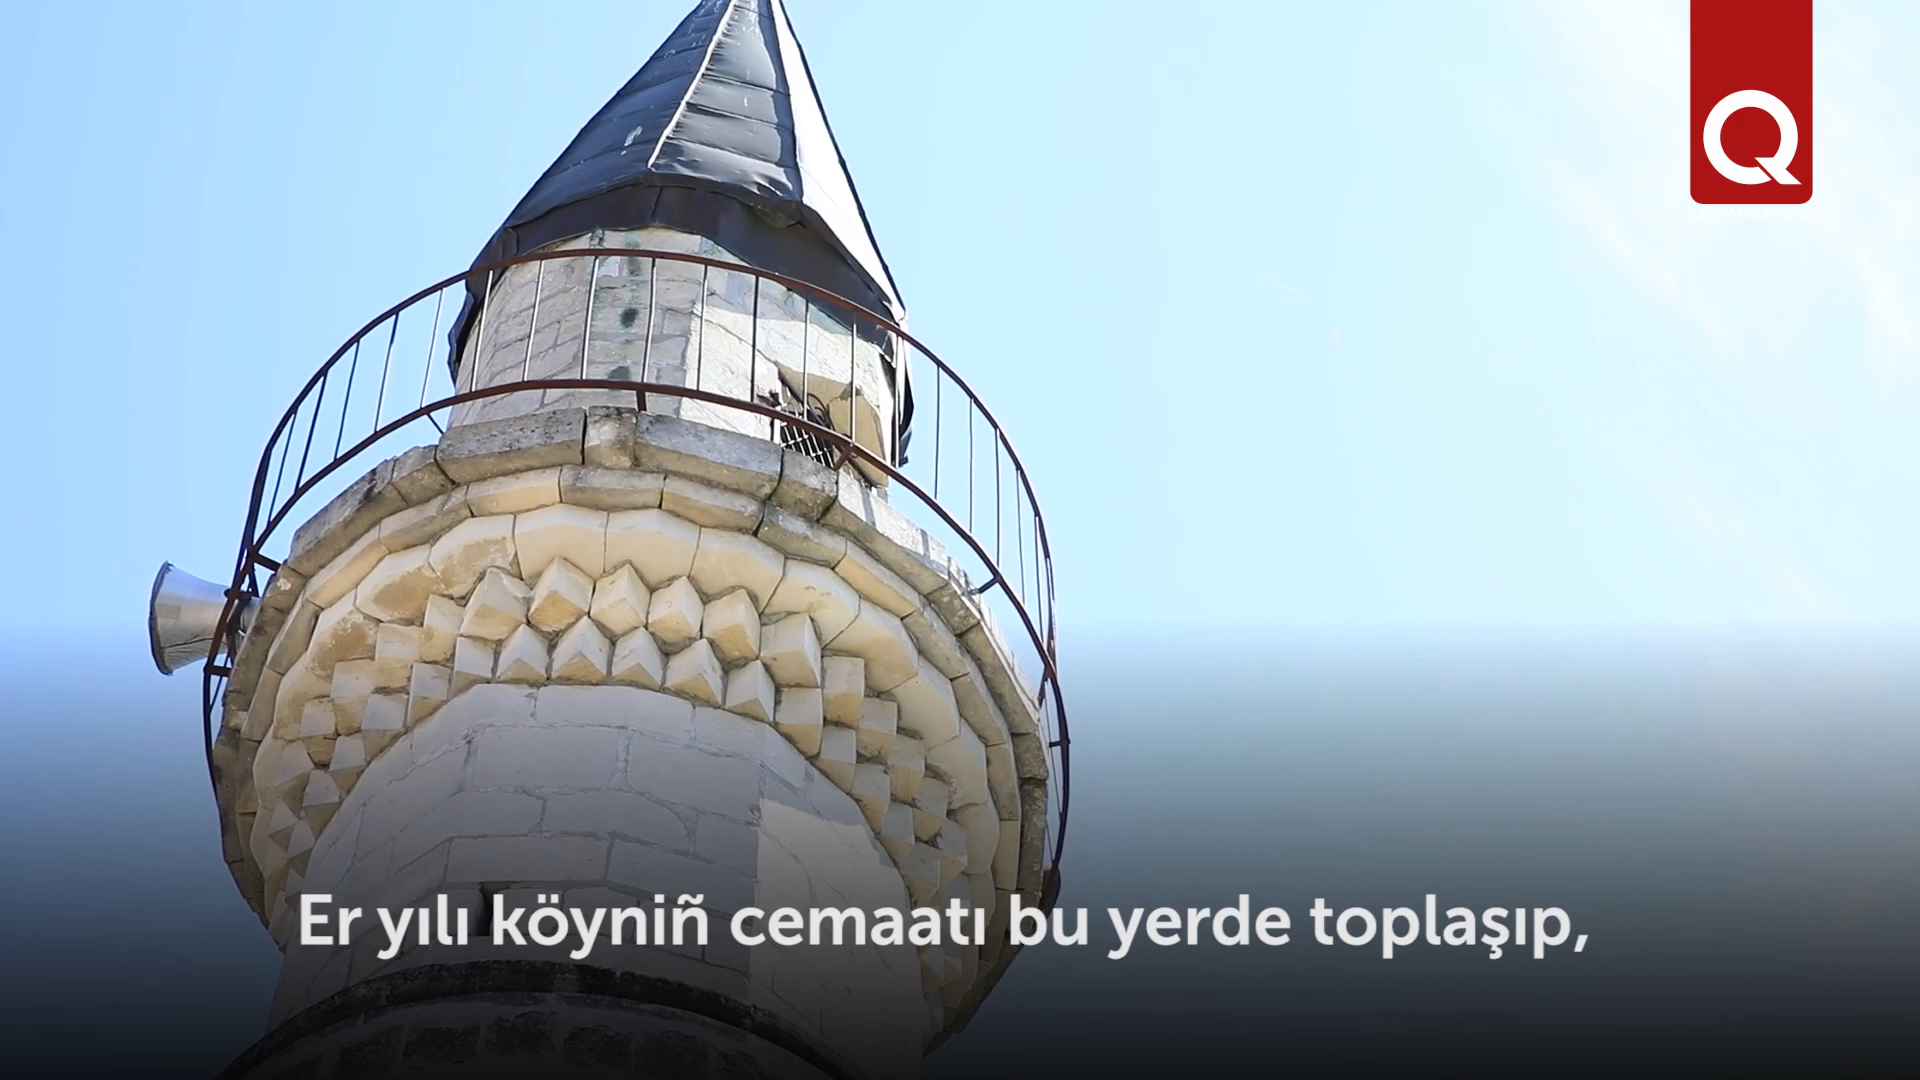 Q
Er yılı köyniñ cemaatı bu yerde toplaşıp,